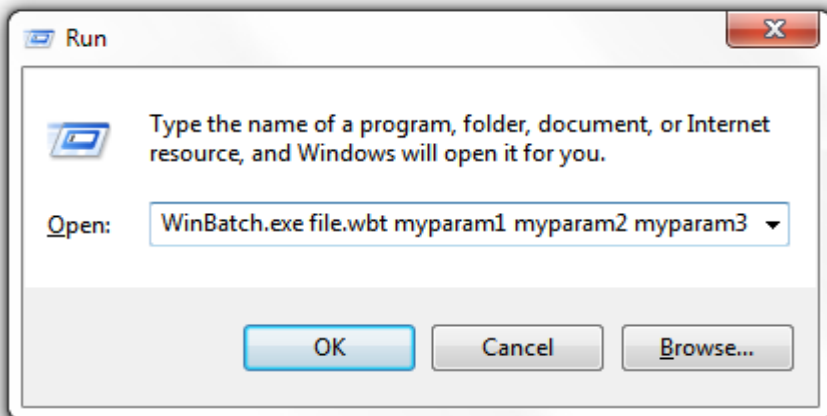 Run
Type the name of a program, folder, document, or Internet
resource, and Windows will open it for you.
Open: WinBatch.exe file.wbt myparam1 myparam2 myparam3
OK Cancel Browse...